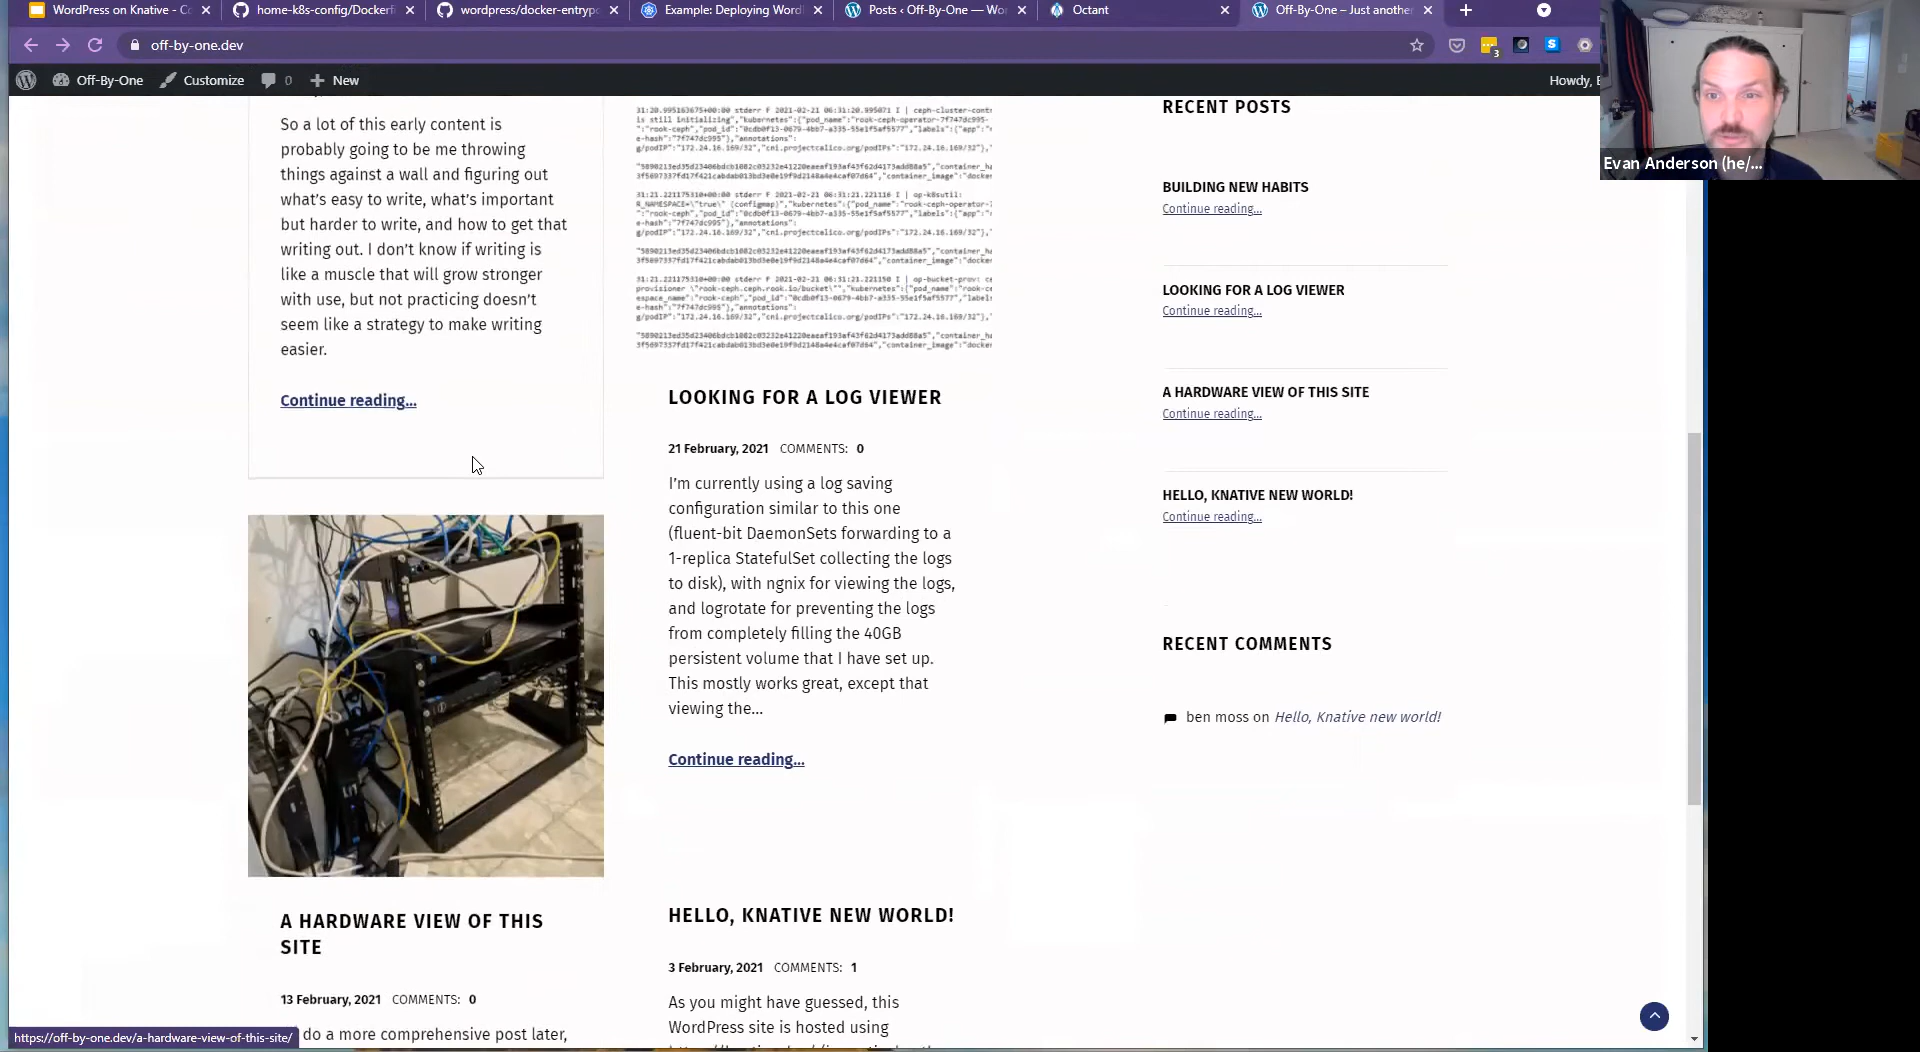 WordPress on Knative - Co
home-k8s-config/Dockerfi
wordpress/docker-entrypo
Example: Deploying WordP
Posts ‹ Off-By-One — Wor
Octant
Off-By-One – Just another
off-by-one.dev
3
Off-By-One
Customize
0
New
Howdy,
Evan Anderson (he/...
So a lot of this early content is
probably going to be me throwing
things against a wall and figuring out
what's easy to write, what's important
but harder to write, and how to get that
writing out. I don't know if writing is
like a muscle that will grow stronger
with use, but not practicing doesn't
seem like a strategy to make writing
easier.
Continue reading...
A HARDWARE VIEW OF THIS
SITE
13 February, 2021 COMMENTS: 0
do a more comprehensive post later,
LOOKING FOR A LOG VIEWER
21 February, 2021 COMMENTS: 0
I'm currently using a log saving
configuration similar to this one
(fluent-bit DaemonSets forwarding to a
1-replica StatefulSet collecting the logs
to disk), with ngnix for viewing the logs,
and logrotate for preventing the logs
from completely filling the 40GB
persistent volume that I have set up.
This mostly works great, except that
viewing the...
Continue reading...
HELLO, KNATIVE NEW WORLD!
3 February, 2021 COMMENTS: 1
As you might have guessed, this
WordPress site is hosted using
RECENT POSTS
BUILDING NEW HABITS
Continue reading...
LOOKING FOR A LOG VIEWER
Continue reading...
A HARDWARE VIEW OF THIS SITE
Continue reading...
HELLO, KNATIVE NEW WORLD!
Continue reading...
RECENT COMMENTS
ben moss on Hello, Knative new world!
https://off-by-one.dev/a-hardware-view-of-this-site/